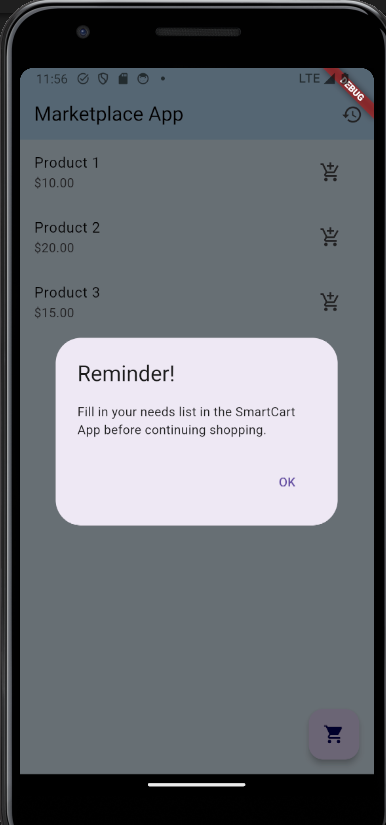 11:56
LTE
DEBUG
Marketplace App
Product 1
$10.00
Product 2
$20.00
Product 3
$15.00
Reminder!
Fill in your needs list in the SmartCart
App before continuing shopping.
OK